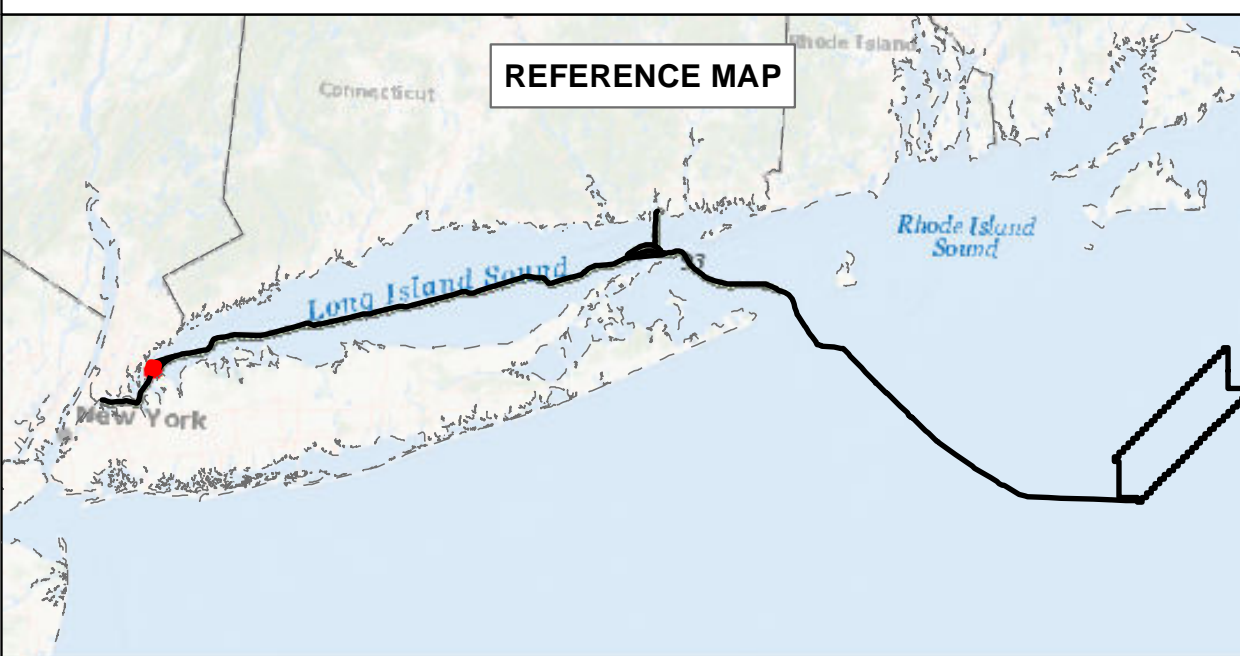 REFERENCE MAP
Rhode Island
Connecticut
Rhode Island
Sound
Long Island Sound
New York